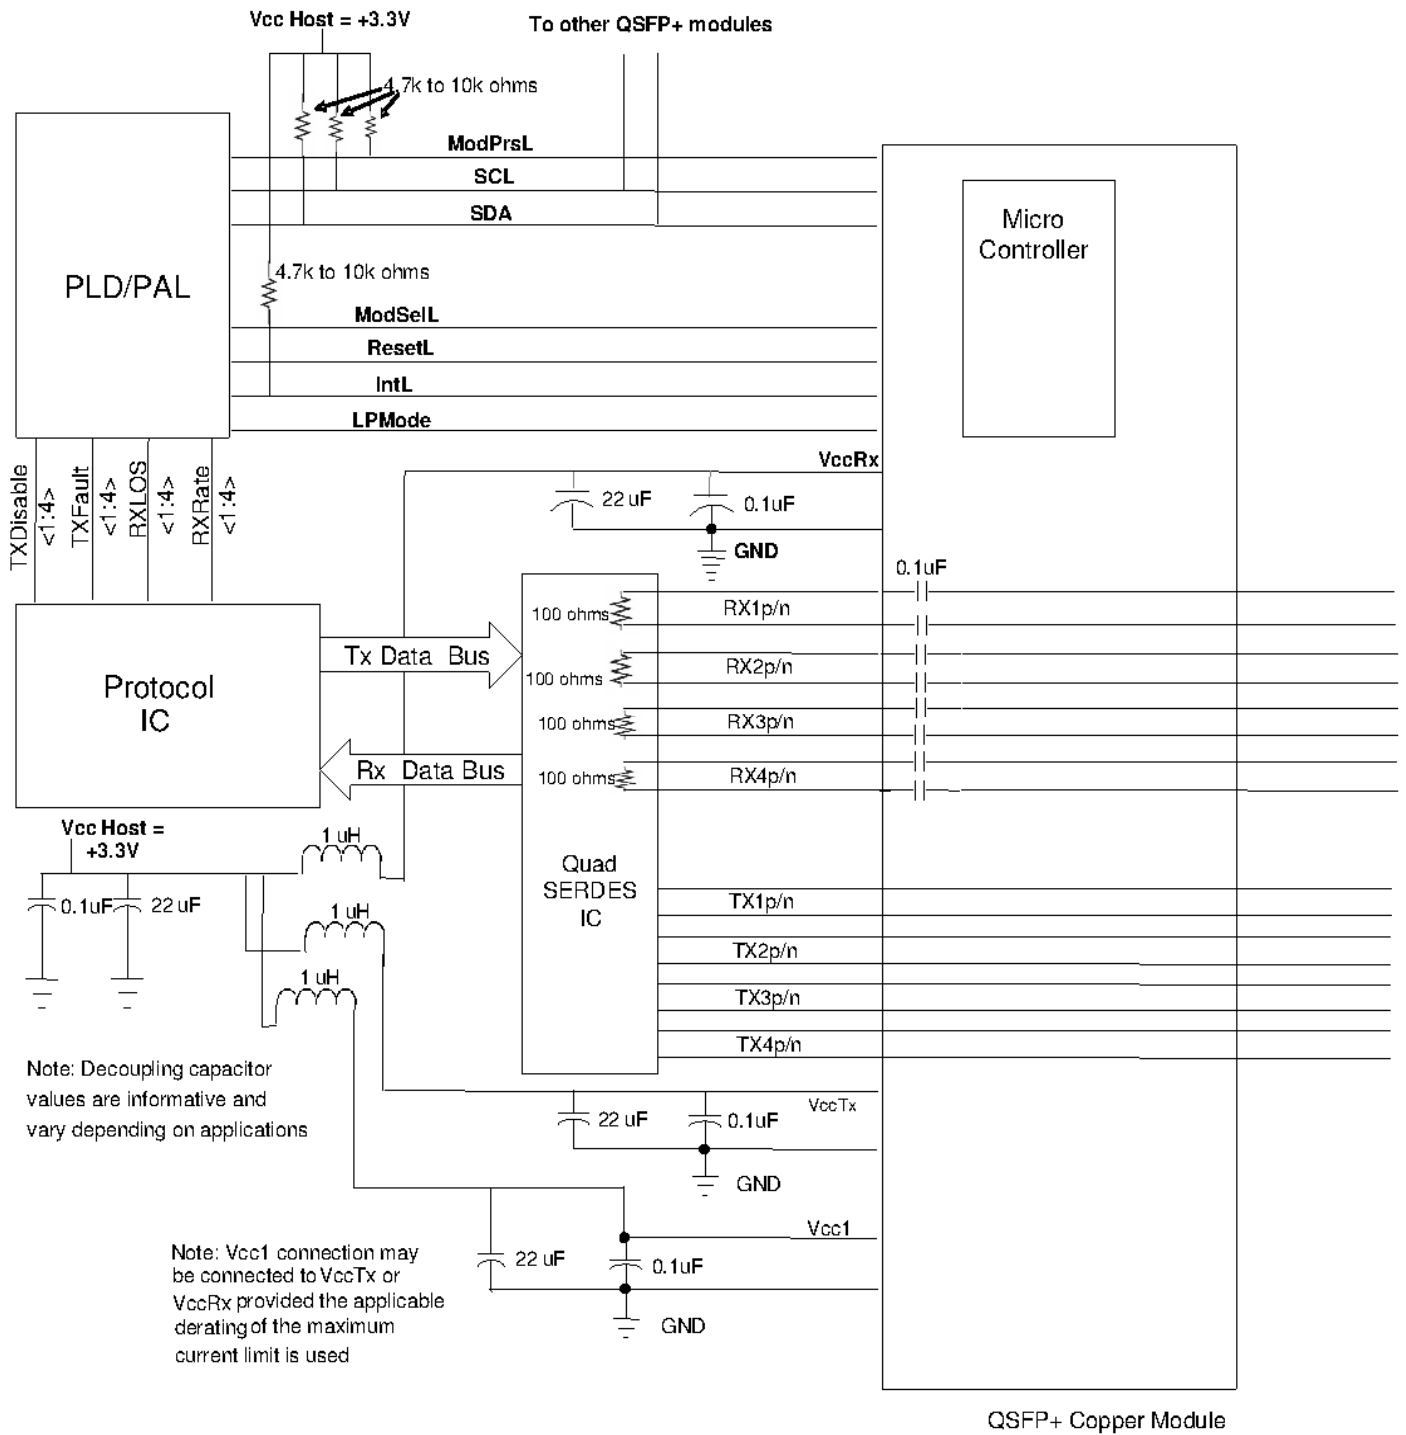 Vcc Host = +3.3V
To other QSFP+ modules
4.7k to 10k ohms
ModPrsL
SCL
SDA
Micro
Controller
PLD/PAL
4.7k to 10k ohms
ModSelL
ResetL
IntL
LPMode
TXDisable
<1:4>
TXFault
<1:4>
RXLOS
<1:4>
RXRate
<1:4>
VccRx
22 uF
0.1uF
GND
0.1uF
100 ohms
RX1p/n
Tx Data Bus
100 ohms
RX2p/n
Protocol
IC
100 ohms
RX3p/n
Rx Data Bus
100 ohms
RX4p/n
Vcc Host =
+3.3V
1 uH
Quad
SERDES
IC
0.1uF
22 uF
1 uH
1 uH
TX1p/n
TX2p/n
TX3p/n
TX4p/n
Note: Decoupling capacitor
values are informative and
vary depending on applications
VccTx
22 uF
0.1uF
GND
Vcc1
22 uF
0.1uF
GND
Note: Vcc1 connection may
be connected to VccTx or
VccRx provided the applicable
derating of the maximum
current limit is used
QSFP+ Copper Module